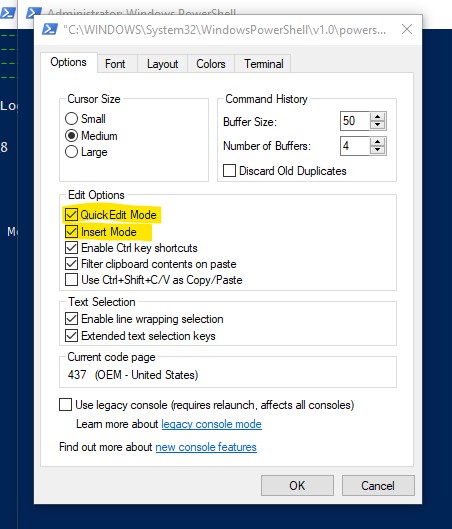 Administrator: Windows PowerShell
"C:\WINDOWS\System32\WindowsPowerShell\v1.0\powers...
Options
Font
Layout
Colors
Terminal
Cursor Size
Small
Medium
Large
Command History
Buffer Size:
50
Number of Buffers:
4
Discard Old Duplicates
Edit Options
QuickEdit Mode
Insert Mode
Enable Ctrl key shortcuts
Filter clipboard contents on paste
Use Ctrl+Shift+C/V as Copy/Paste
Text Selection
Enable line wrapping selection
Extended text selection keys
Current code page
437 (OEM - United States)
Use legacy console (requires relaunch, affects all consoles)
Learn more about legacy console mode
Find out more about new console features
OK
Cancel